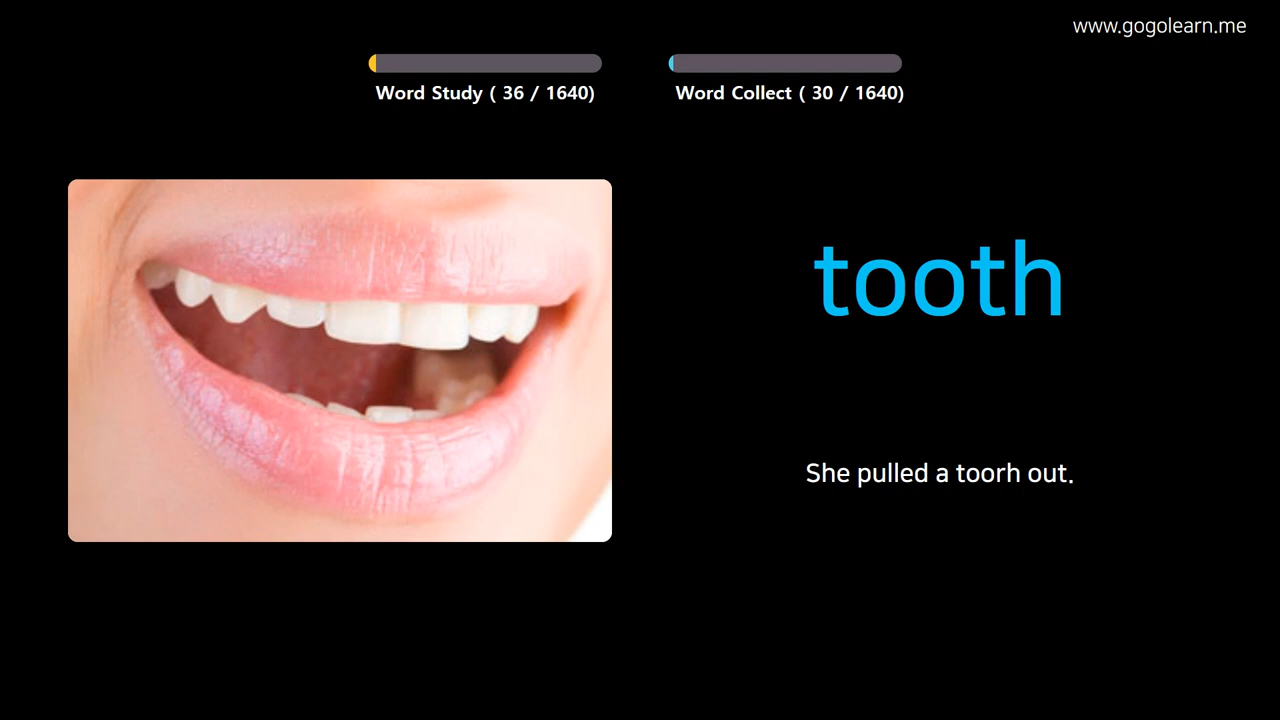 www.gogolearn.me
Word Study ( 36 / 1640)
Word Collect ( 30 / 1640)
tooth
She pulled a toorh out.